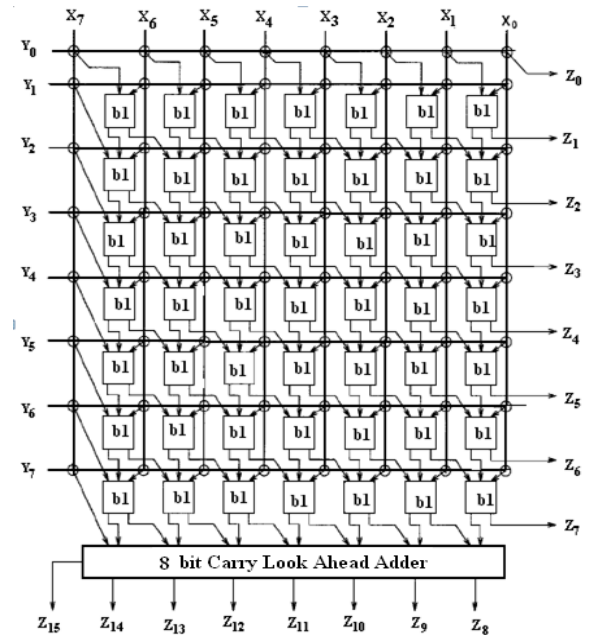 X7 X6 X5 X4 X3 X2 X1 X0
Y0
Z0
Y1
b1 b1 b1 b1 b1 b1 b1
Z1
Y2
b1 b1 b1 b1 b1 b1 b1
Z2
Y3
b1 b1 b1 b1 b1 b1 b1
Z3
Y4
b1 b1 b1 b1 b1 b1 b1
Z4
Y5
b1 b1 b1 b1 b1 b1 b1
Z5
Y6
b1 b1 b1 b1 b1 b1 b1
Z6
Y7
b1 b1 b1 b1 b1 b1 b1
Z7
8 bit Carry Look Ahead Adder
Z15 Z14 Z13 Z12 Z11 Z10 Z9 Z8